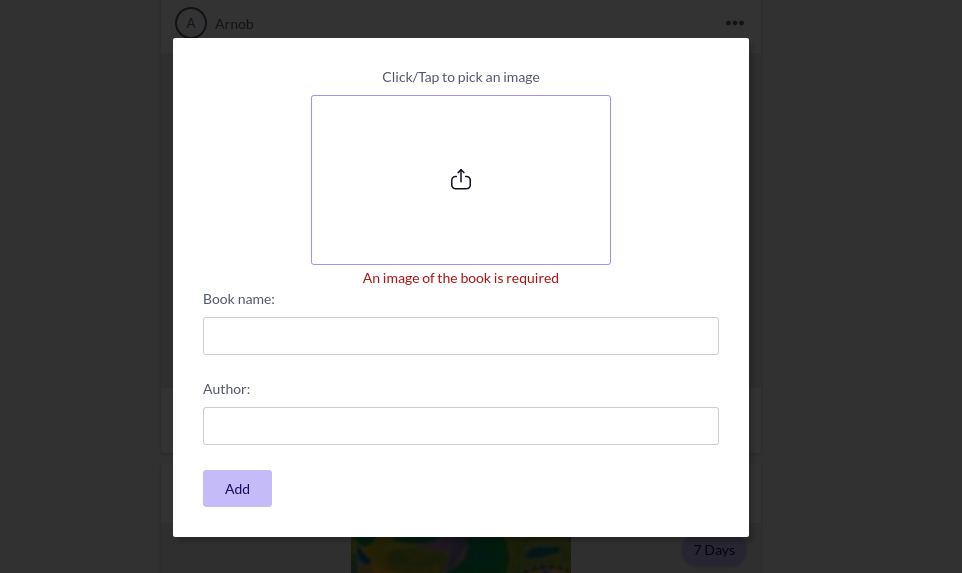 A Arnob
Click/Tap to pick an image
An image of the book is required
Book name:
Author:
Add
7 Days